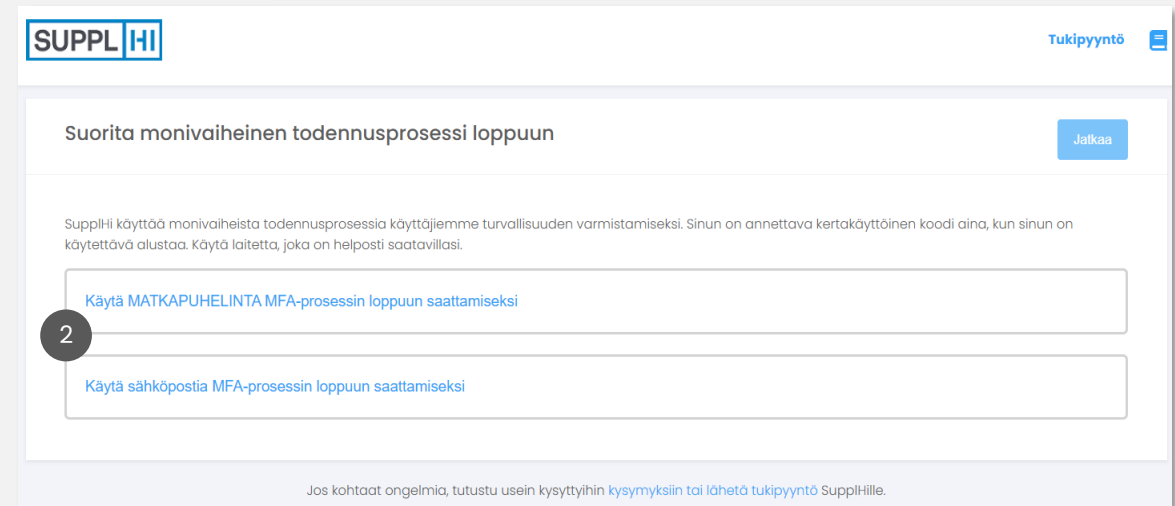 SUPPLHI
Tukipyyntö
Suorita monivaiheinen todennusprosessi loppuun
Jatkaa
SupplHi käyttää monivaiheista todennusprosessia käyttäjiemme turvallisuuden varmistamiseksi. Sinun on annettava kertakäyttöinen koodi aina, kun sinun on
käytettävä alustaa. Käytä laitetta, joka on helposti saatavillasi.
Käytä MATKAPUHELINTA MFA-prosessin loppuun saattamiseksi
2
Käytä sähköpostia MFA-prosessin loppuun saattamiseksi
Jos kohtaat ongelmia, tutustu usein kysyttyihin kysymyksiin tai lähetä tukipyyntö SupplHille.